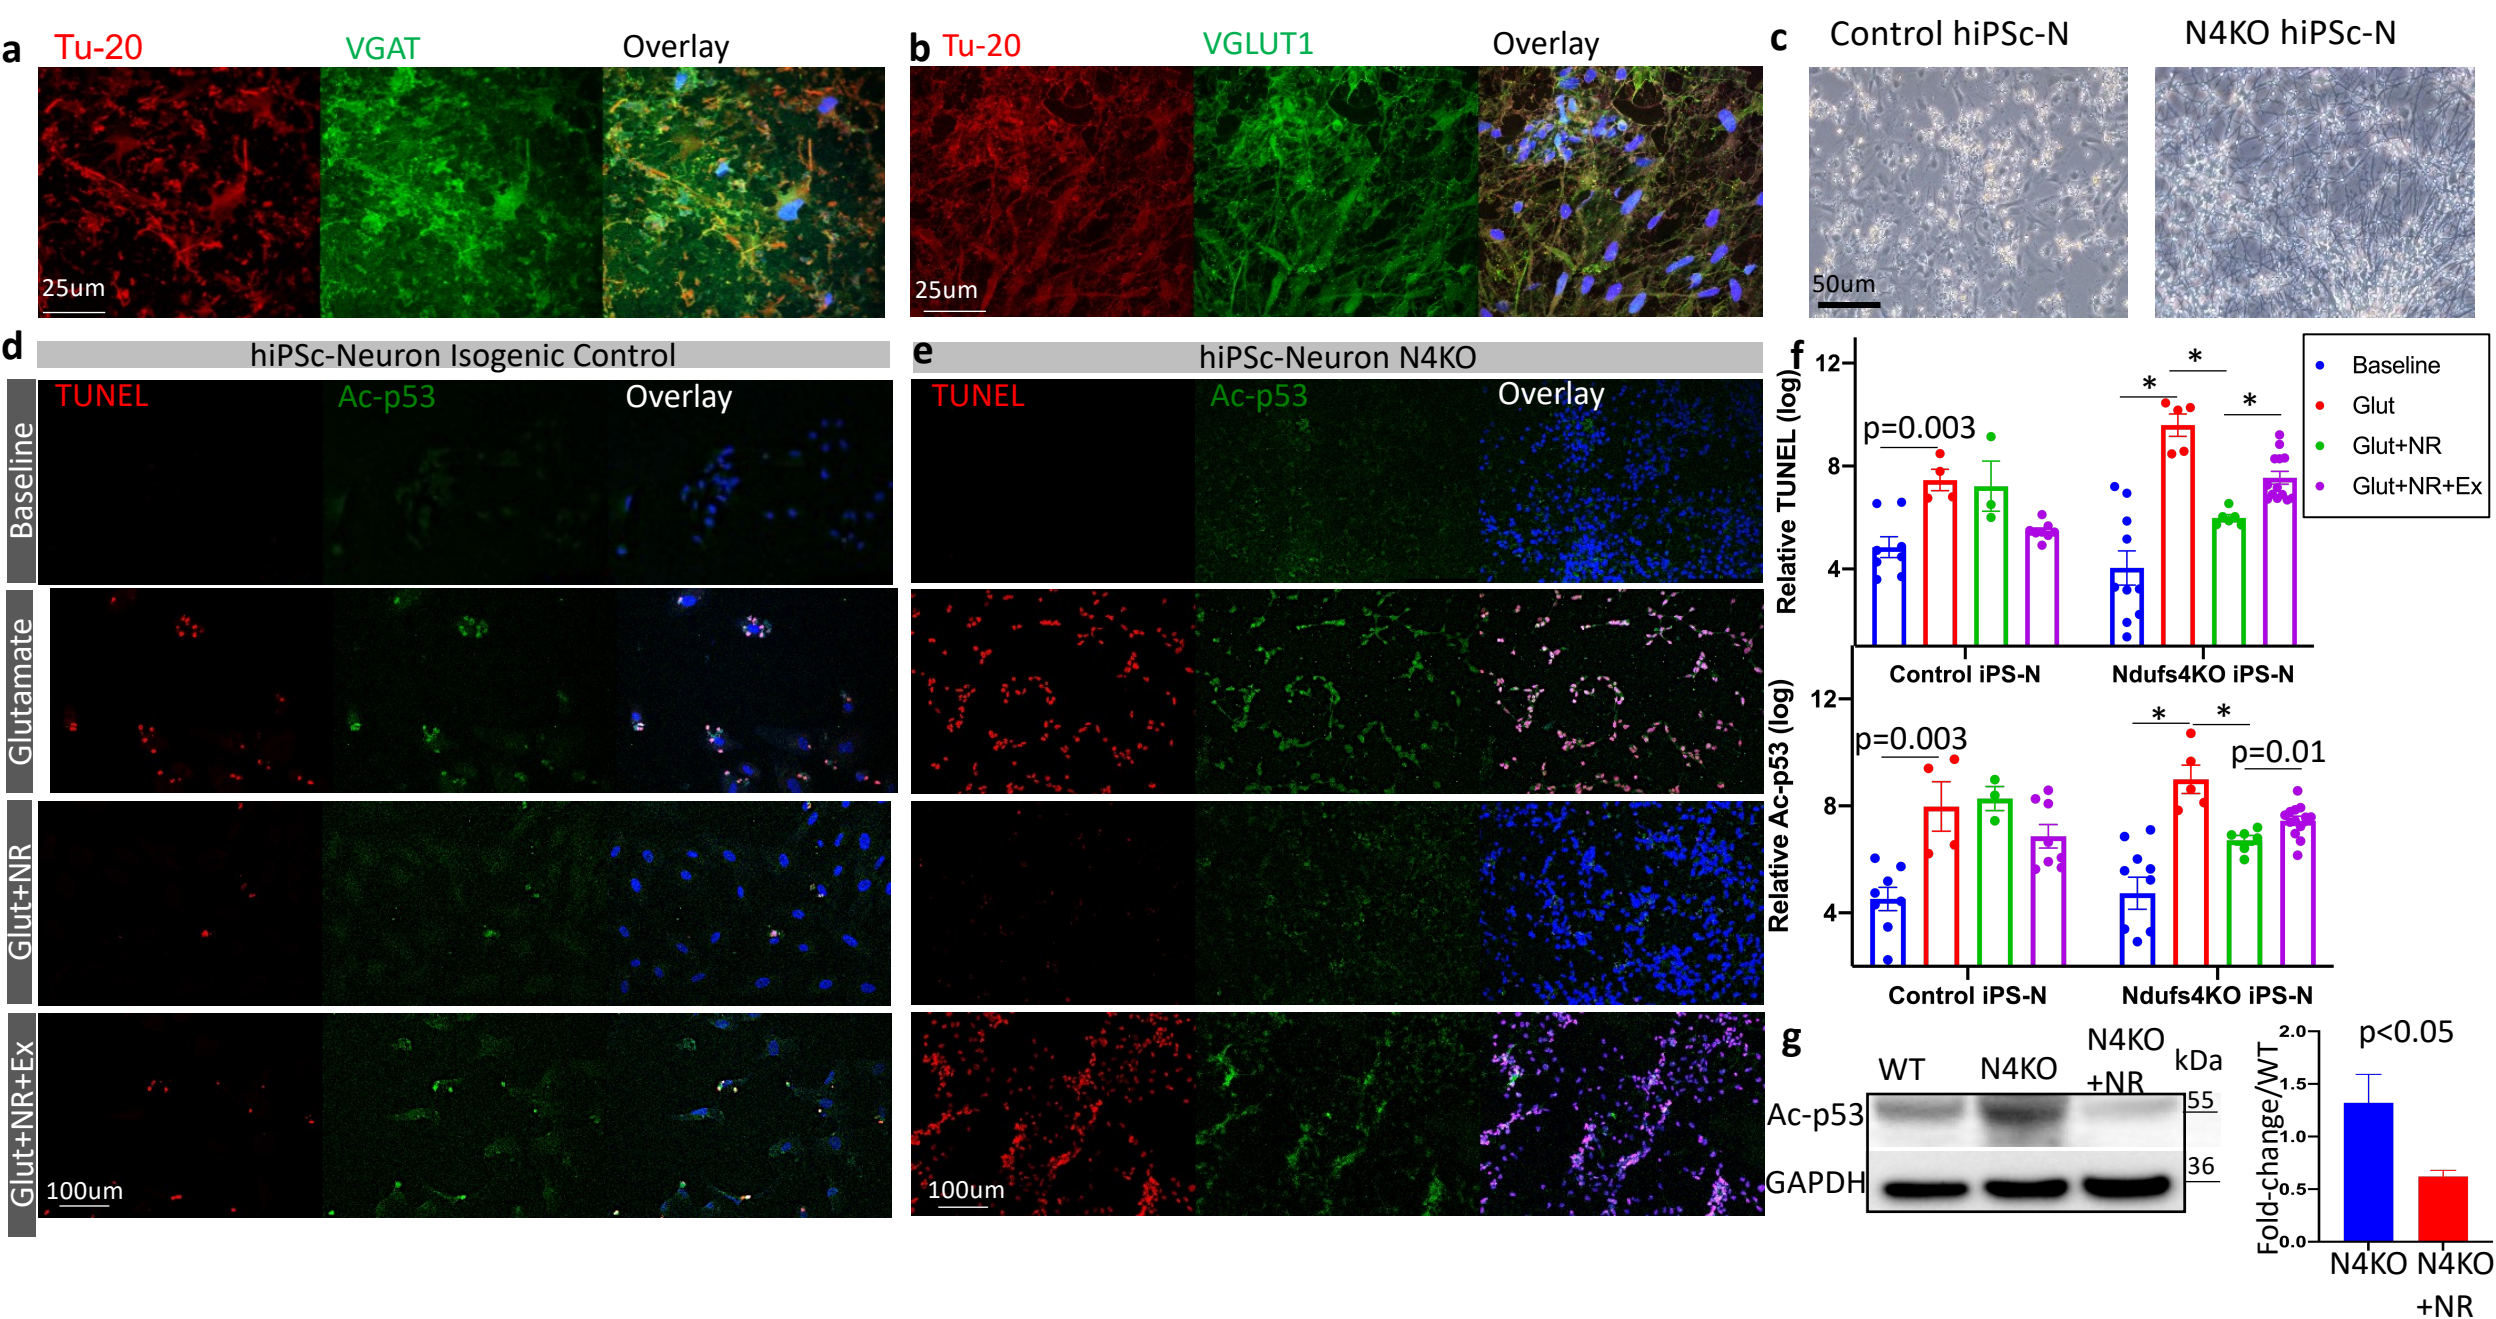 a
Tu-20
VGAT
Overlay
25um
b
Tu-20
VGLUT1
Overlay
25um
c
Control hiPSc-N
N4KO hiPSc-N
50um
d
hiPSc-Neuron Isogenic Control
TUNEL
Ac-p53
Overlay
Baseline
Glutamate
Glut+NR
Glut+NR+Ex
100um
e
hiPSc-Neuron N4KO
TUNEL
Ac-p53
Overlay
100um
f
Relative TUNEL (log)
12
8
4
p=0.003
*
*
*
Control iPS-N
Ndufs4KO iPS-N
Baseline
Glut
Glut+NR
Glut+NR+Ex
Relative Ac-p53 (log)
12
8
4
p=0.003
*
*
p=0.01
Control iPS-N
Ndufs4KO iPS-N
g
WT
N4KO
N4KO
+NR
kDa
Ac-p53
55
GAPDH
36
Fold-change/WT
2.0
1.5
1.0
0.5
0.0
p<0.05
N4KO
N4KO
+NR